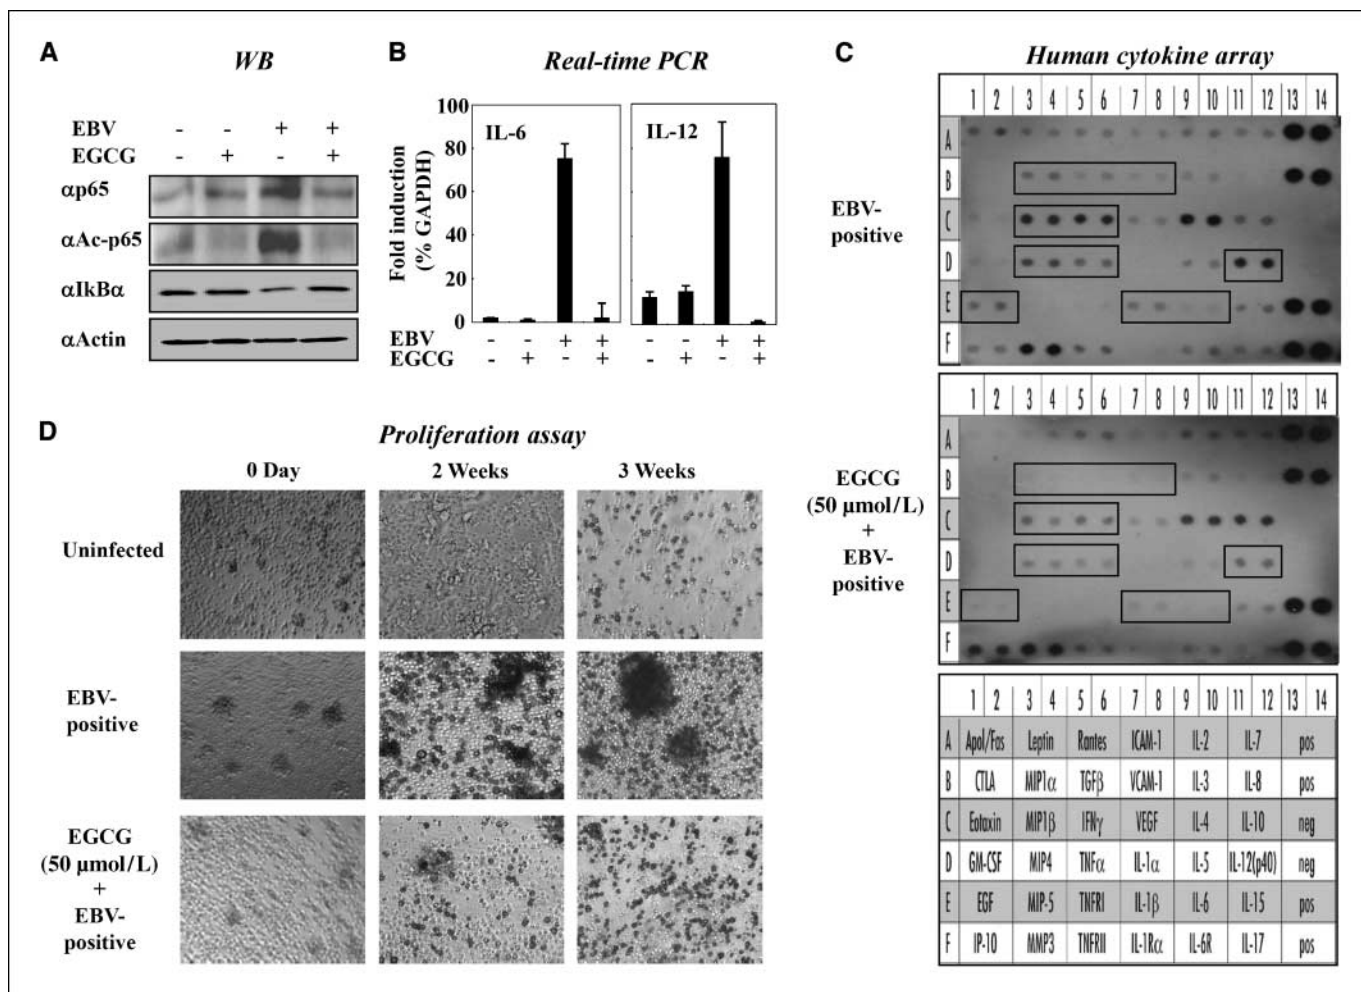 A
WB
EBV - - + +
EGCG - + - +
αp65
αAc-p65
αIkBα
αActin
B
Real-time PCR
Fold induction
(% GAPDH)
100
80
60
40
20
0
IL-6
IL-12
EBV
- - + +
- - + +
EGCG
- + - +
- + - +
C
Human cytokine array
1 2 3 4 5 6 7 8 9 10 11 12 13 14
A
B
C
D
E
F
EBV-
positive
1 2 3 4 5 6 7 8 9 10 11 12 13 14
A
B
C
D
E
F
EGCG
(50 µmol/L)
+
EBV-
positive
1 2 3 4 5 6 7 8 9 10 11 12 13 14
A Apol/Fas Leptin Rantes ICAM-1 IL-2 IL-7 pos
B CTLA MIP1α TGFβ VCAM-1 IL-3 IL-8 pos
C Eotaxin MIP1β IFNγ VEGF IL-4 IL-10 neg
D GM-CSF MIP4 TNFα IL-1α IL-5 IL-12(p40) neg
E EGF MIP-5 TNFRI IL-1β IL-6 IL-15 pos
F IP-10 MMP3 TNFRII IL-1Rα IL-6R IL-17 pos
D
Proliferation assay
0 Day 2 Weeks 3 Weeks
Uninfected
EBV-
positive
EGCG
(50 µmol/L)
+
EBV-
positive